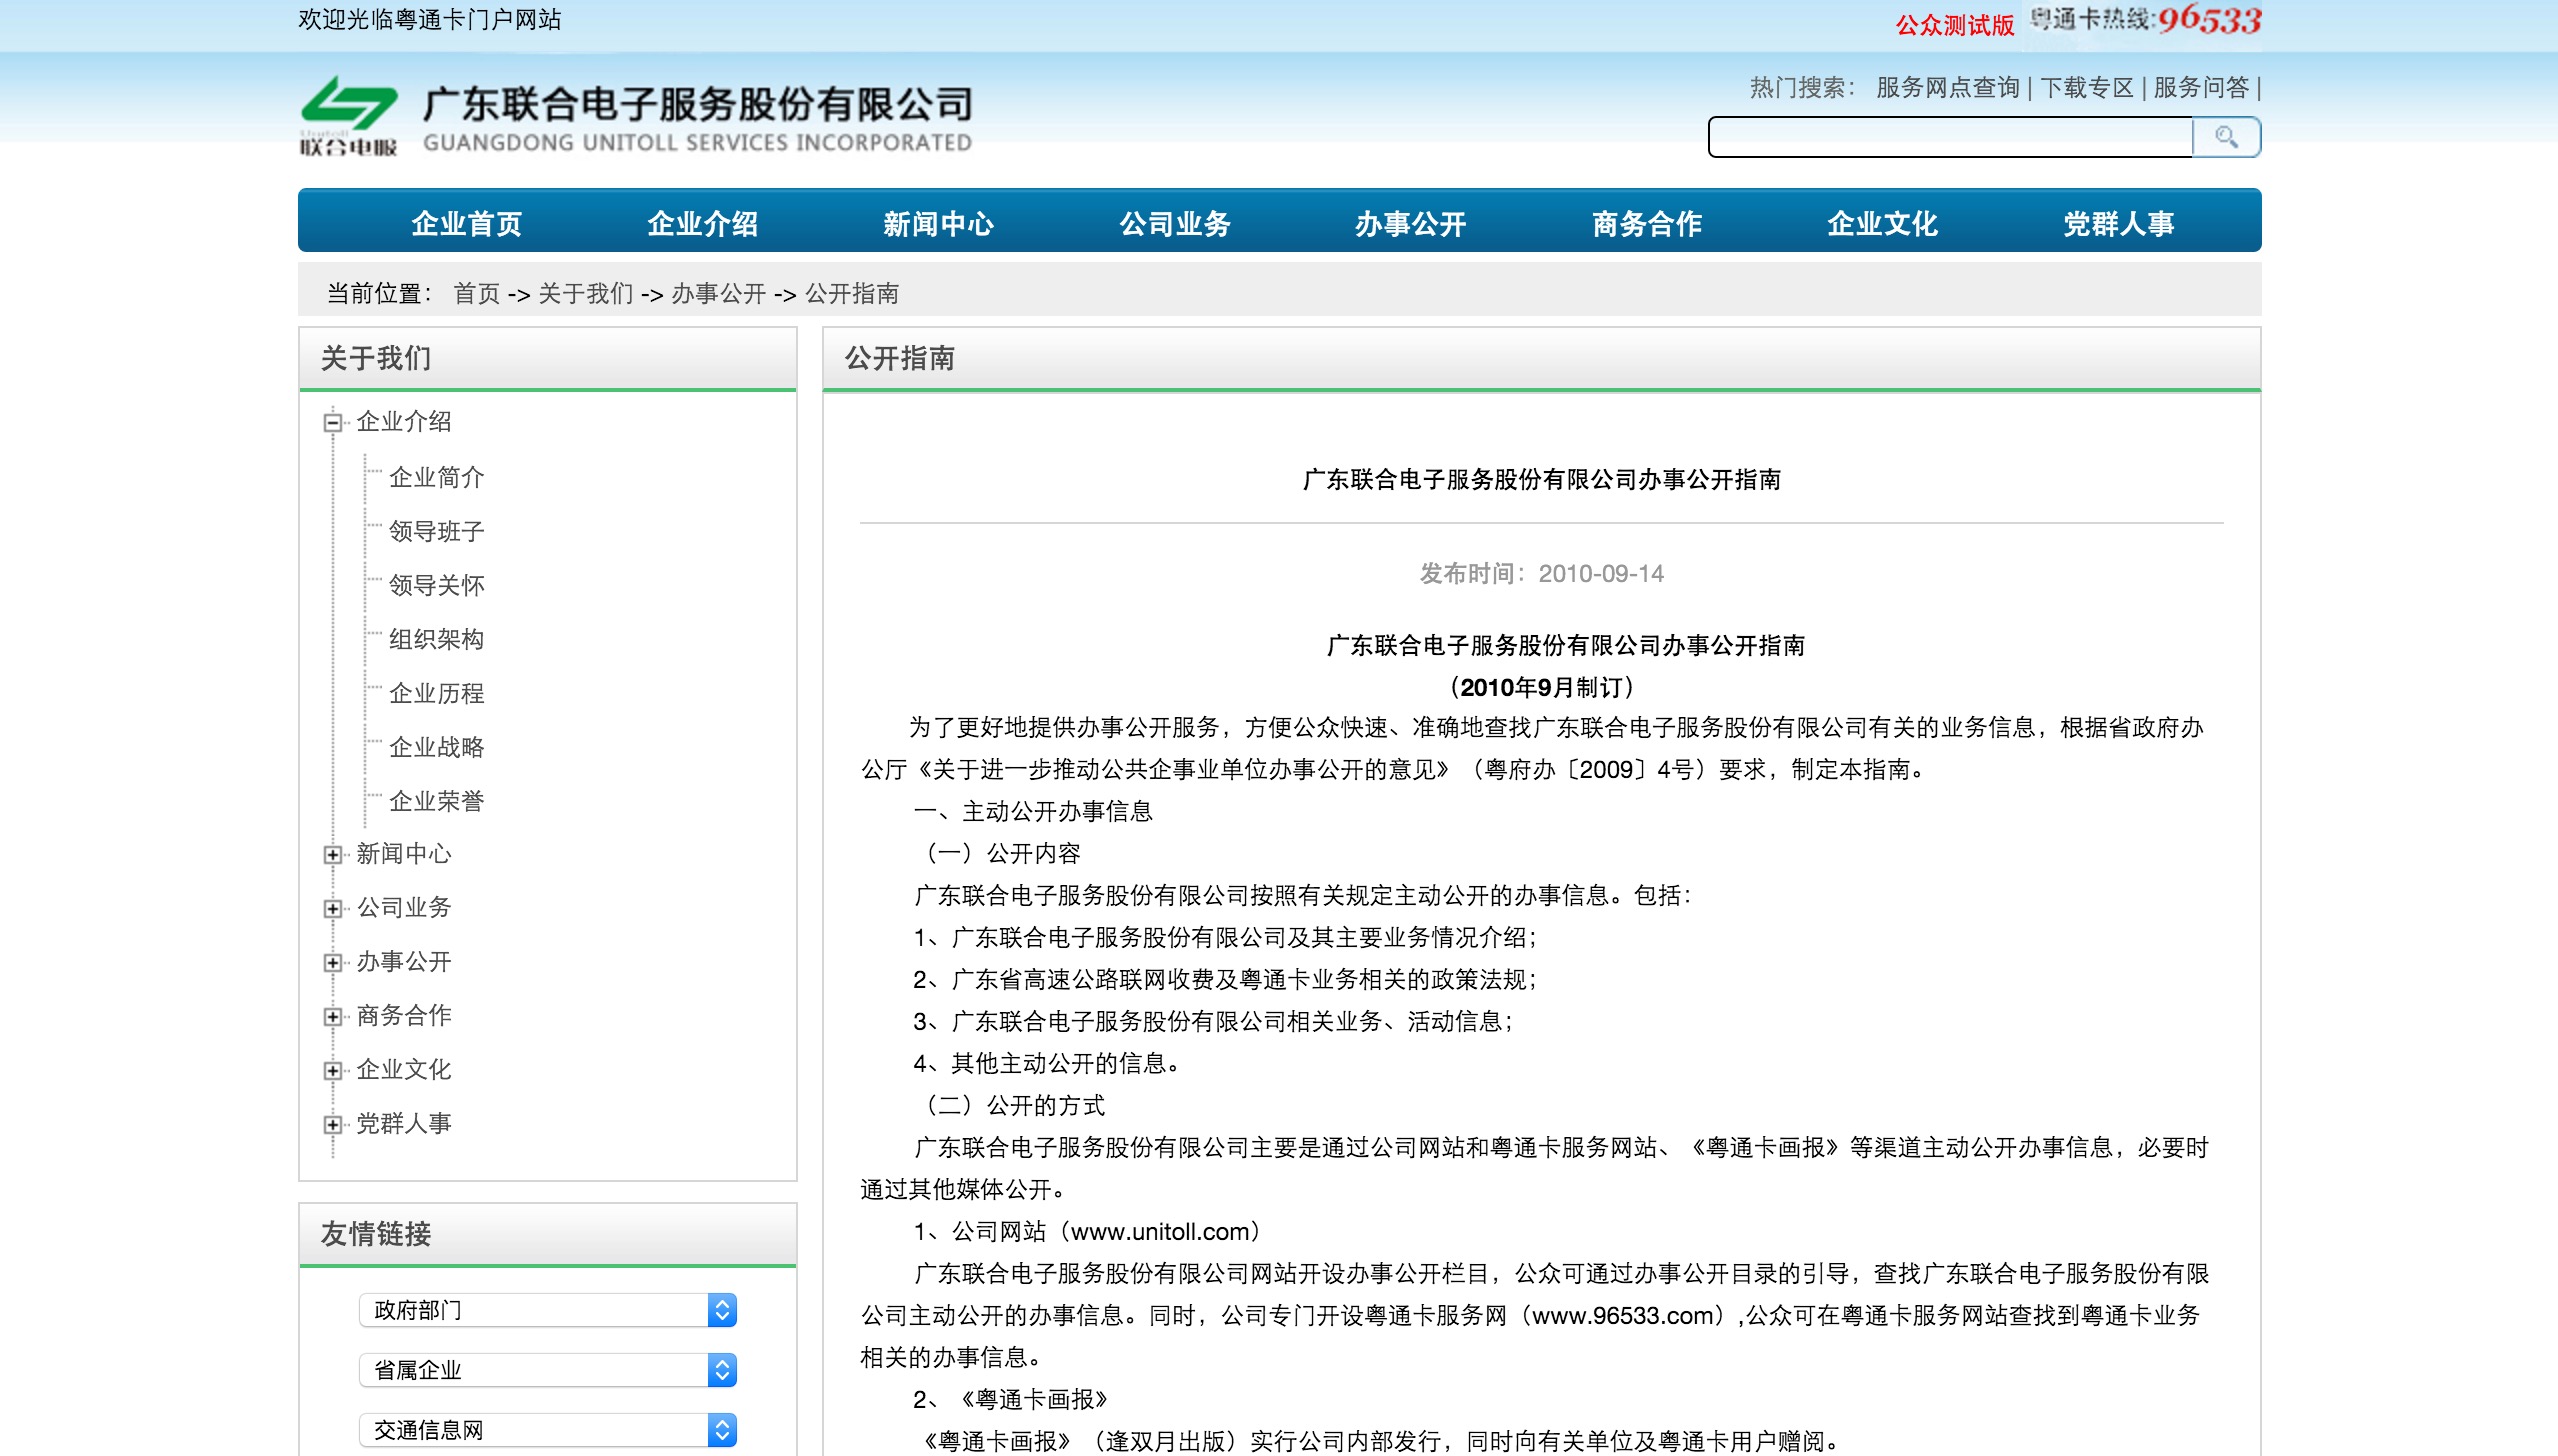 欢迎光临粤通卡门户网站
公众测试版 粤通卡热线:96533
热门搜索： 服务网点查询 | 下载专区 | 服务问答 |
联合电服
广东联合电子服务股份有限公司
GUANGDONG UNITOLL SERVICES INCORPORATED
企业首页 企业介绍 新闻中心 公司业务 办事公开 商务合作 企业文化 党群人事
当前位置： 首页 -> 关于我们 -> 办事公开 -> 公开指南
关于我们
企业介绍
企业简介
领导班子
领导关怀
组织架构
企业历程
企业战略
企业荣誉
新闻中心
公司业务
办事公开
商务合作
企业文化
党群人事
友情链接
政府部门
省属企业
交通信息网
公开指南
广东联合电子服务股份有限公司办事公开指南
发布时间：2010-09-14
广东联合电子服务股份有限公司办事公开指南
（2010年9月制订）
为了更好地提供办事公开服务，方便公众快速、准确地查找广东联合电子服务股份有限公司有关的业务信息，根据省政府办
公厅《关于进一步推动公共企事业单位办事公开的意见》（粤府办〔2009〕4号）要求，制定本指南。
一、主动公开办事信息
（一）公开内容
广东联合电子服务股份有限公司按照有关规定主动公开的办事信息。包括：
1、广东联合电子服务股份有限公司及其主要业务情况介绍；
2、广东省高速公路联网收费及粤通卡业务相关的政策法规；
3、广东联合电子服务股份有限公司相关业务、活动信息；
4、其他主动公开的信息。
（二）公开的方式
广东联合电子服务股份有限公司主要是通过公司网站和粤通卡服务网站、《粤通卡画报》等渠道主动公开办事信息，必要时
通过其他媒体公开。
1、公司网站（www.unitoll.com）
广东联合电子服务股份有限公司网站开设办事公开栏目，公众可通过办事公开目录的引导，查找广东联合电子服务股份有限
公司主动公开的办事信息。同时，公司专门开设粤通卡服务网（www.96533.com）,公众可在粤通卡服务网站查找到粤通卡业务
相关的办事信息。
2、《粤通卡画报》
《粤通卡画报》（逢双月出版）实行公司内部发行，同时向有关单位及粤通卡用户赠阅。